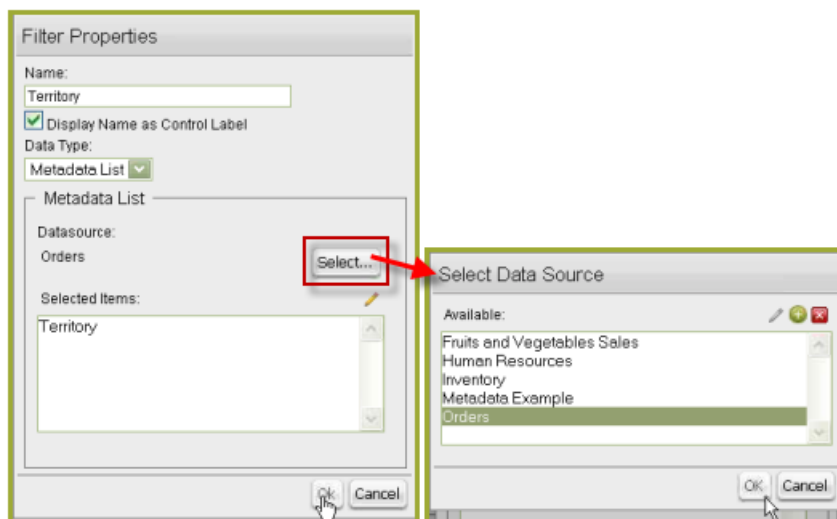 Filter Properties
Name:
Territory
Display Name as Control Label
Data Type:
Metadata List
Metadata List
Datasource:
Orders
Select...
Selected Items:
Territory
Ok
Cancel
Select Data Source
Available:
Fruits and Vegetables Sales
Human Resources
Inventory
Metadata Example
Orders
OK
Cancel